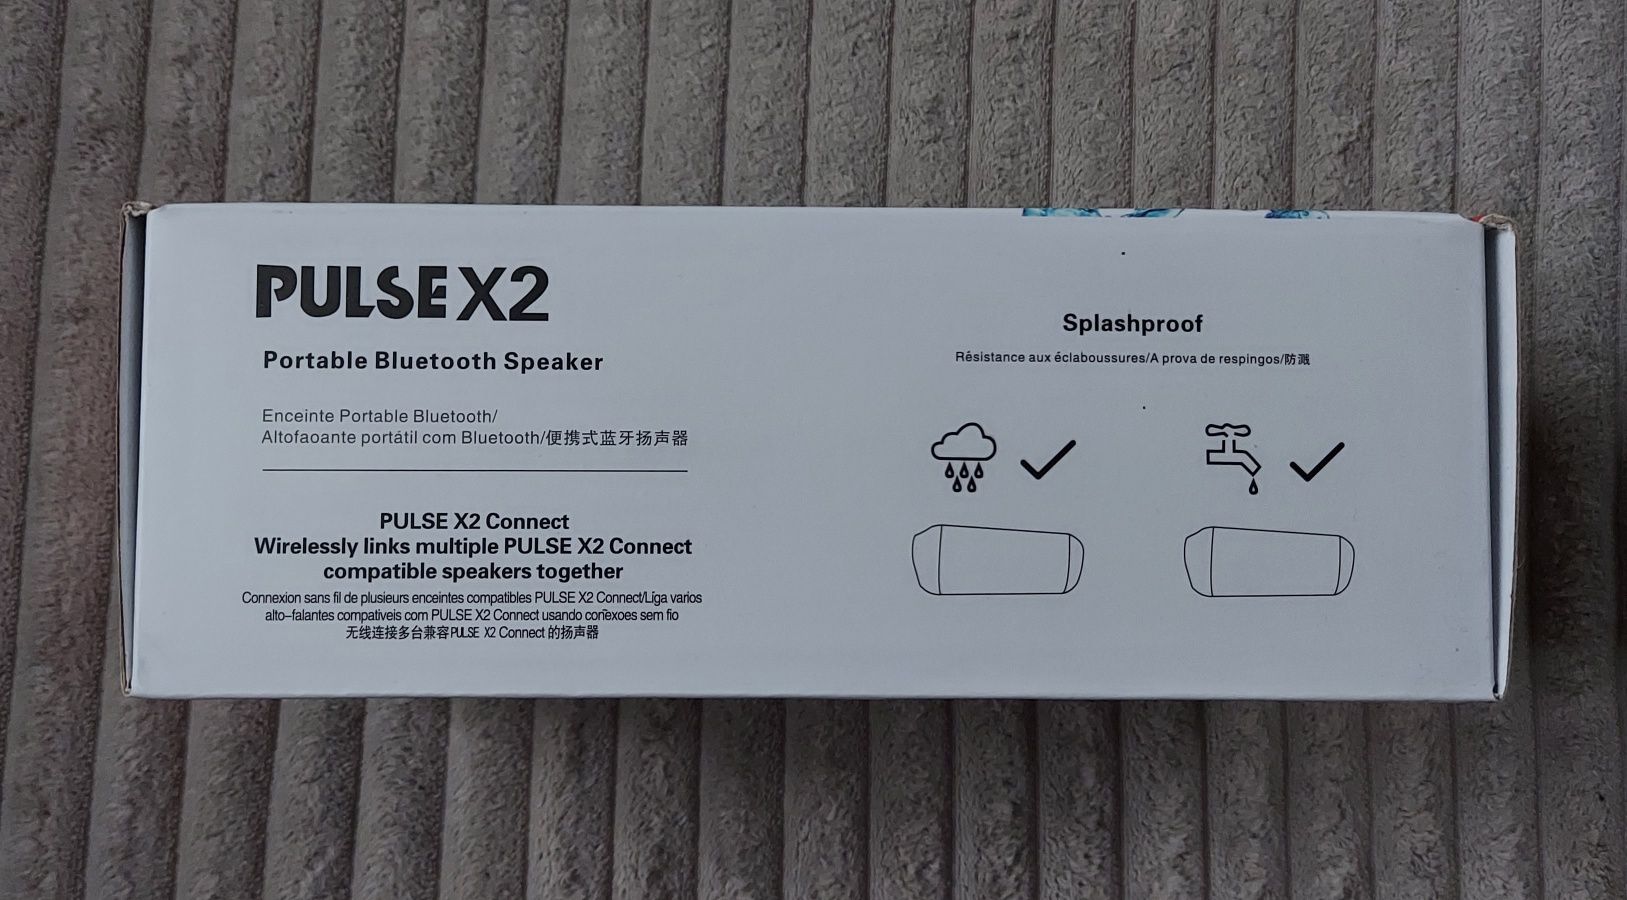 PULSE X2
Portable Bluetooth Speaker
Enceinte Portable Bluetooth/
Altofaoante portátil com Bluetooth/便携式蓝牙扬声器
PULSE X2 Connect
Wirelessly links multiple PULSE X2 Connect
compatible speakers together
Connexion sans fil de plusieurs enceintes compatibles PULSE X2 Connect/Liga varios
alto-falantes compativeis com PULSE X2 Connect usando conexoes sem fio
无线连接多台兼容PULSE X2 Connect 的扬声器
Splashproof
Résistance aux éclaboussures/A prova de respingos/防溅